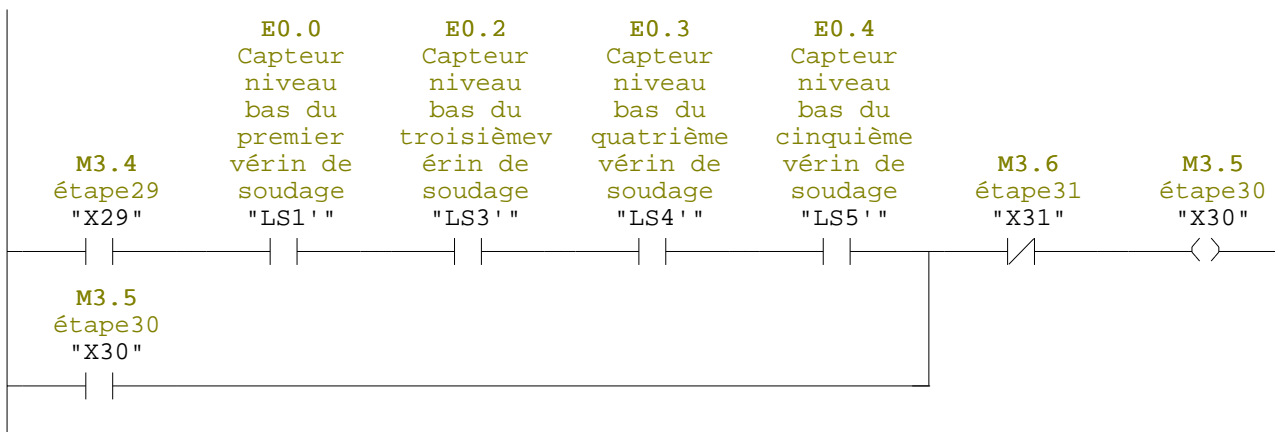 E0.0 E0.2 E0.3 E0.4
Capteur Capteur Capteur Capteur
niveau niveau niveau niveau
bas du bas du bas du bas du
premier troisièmev quatrième cinquième
M3.4 vérin de érin de vérin de vérin de M3.6 M3.5
étape29 soudage soudage soudage soudage étape31 étape30
"X29" "LS1'" "LS3'" "LS4'" "LS5'" "X31" "X30"
M3.5
étape30
"X30"